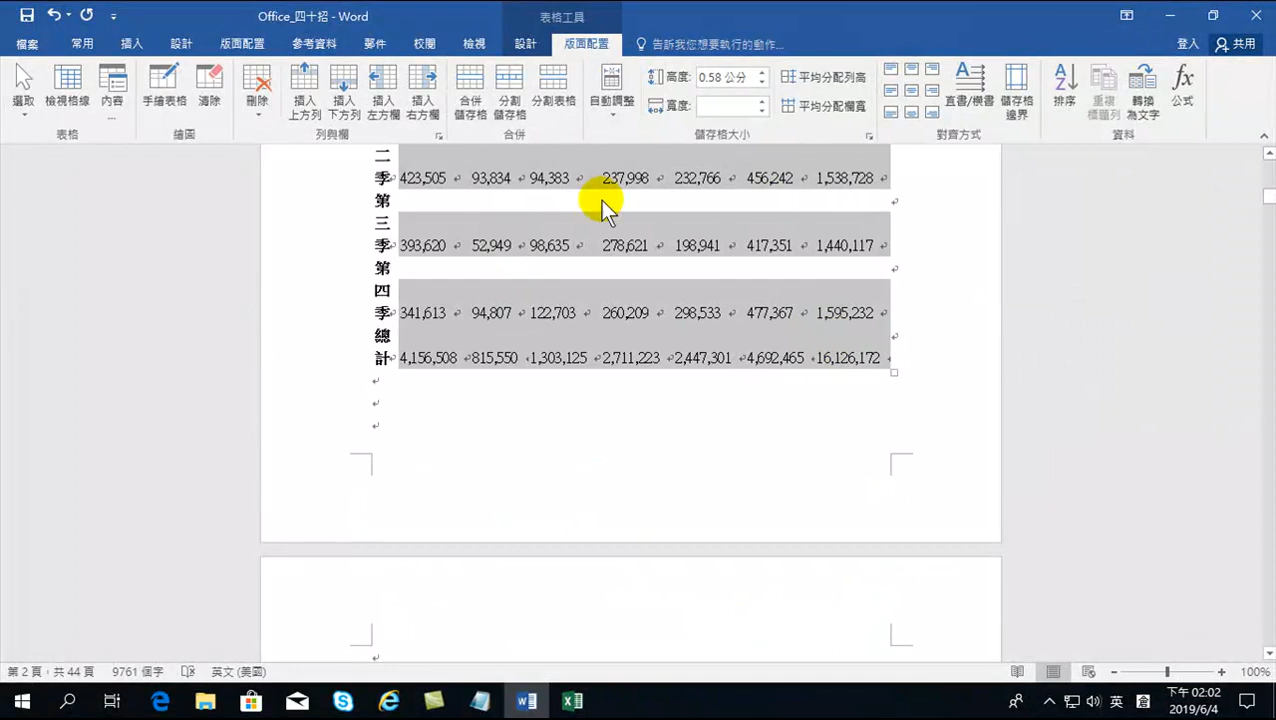 Office_四十招 - Word
表格工具
檔案 常用 插入 設計 版面配置 參考資料 郵件 校閱 檢視 設計 版面配置 告訴我您想要執行的動作... 登入 共用
選取 檢視格線 內容... 手繪表格 清除 刪除 插入上方列 插入下方列 插入左方欄 插入右方欄 合併儲存格 分割儲存格 分割表格 自動調整 高度: 0.58 公分 平均分配列高 直書/橫書 儲存格邊界 排序 重複標題列 轉換為文字 公式
寬度: 平均分配欄寬
表格 繪圖 列與欄 合併 儲存格大小 對齊方式 資料
二
季 423,505 93,834 94,383 237,998 232,766 456,242 1,538,728
第
三
季 393,620 52,949 98,635 278,621 198,941 417,351 1,440,117
第
四
季 341,613 94,807 122,703 260,209 298,533 477,367 1,595,232
總
計 4,156,508 815,550 1,303,125 2,711,223 2,447,301 4,692,465 16,126,172
第 2 頁，共 44 頁 9761 個字 英文 (美國) 100%
英 下午 02:02
2019/6/4